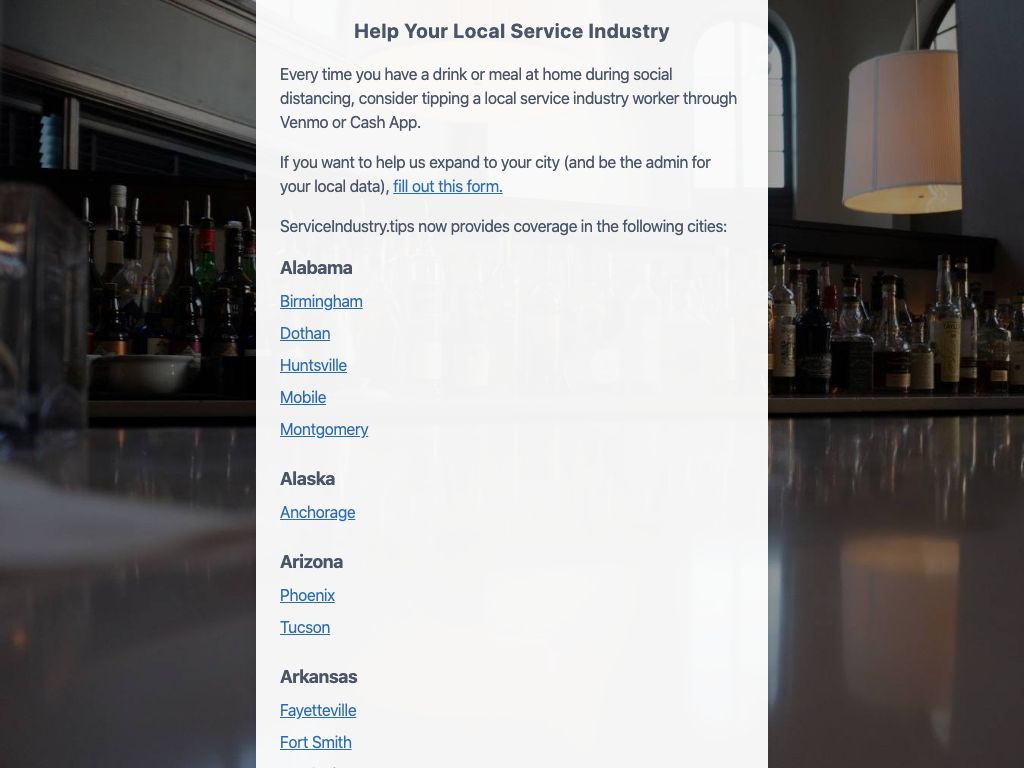 Help Your Local Service Industry
Every time you have a drink or meal at home during social
distancing, consider tipping a local service industry worker through
Venmo or Cash App.
If you want to help us expand to your city (and be the admin for
your local data), fill out this form.
ServiceIndustry.tips now provides coverage in the following cities:
Alabama
Birmingham
Dothan
Huntsville
Mobile
Montgomery
Alaska
Anchorage
Arizona
Phoenix
Tucson
Arkansas
Fayetteville
Fort Smith